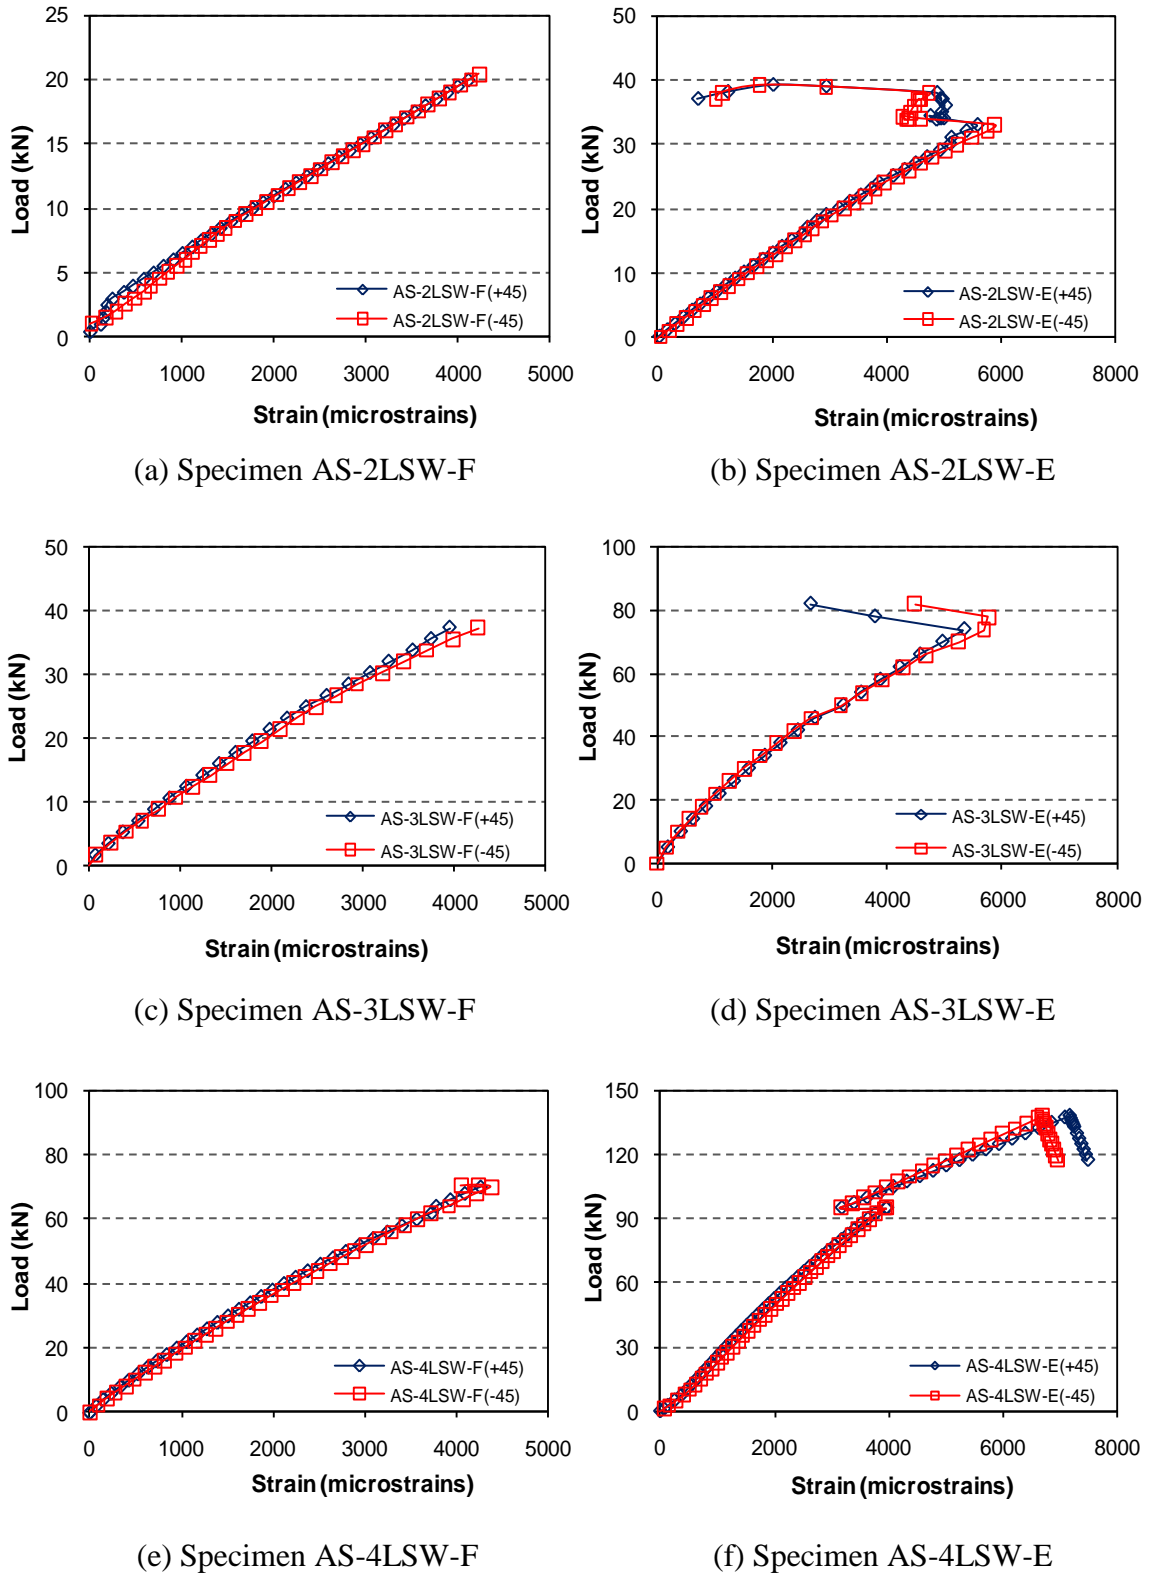 25
20
15
10
5
0
Load (kN)
AS-2LSW-F(+45)
AS-2LSW-F(-45)
0 1000 2000 3000 4000 5000
Strain (microstrains)
(a) Specimen AS-2LSW-F
50
40
30
20
10
0
Load (kN)
AS-2LSW-E(+45)
AS-2LSW-E(-45)
0 2000 4000 6000 8000
Strain (microstrains)
(b) Specimen AS-2LSW-E
50
40
30
20
10
0
Load (kN)
AS-3LSW-F(+45)
AS-3LSW-F(-45)
0 1000 2000 3000 4000 5000
Strain (microstrains)
(c) Specimen AS-3LSW-F
100
80
60
40
20
0
Load (kN)
AS-3LSW-E(+45)
AS-3LSW-E(-45)
0 2000 4000 6000 8000
Strain (microstrains)
(d) Specimen AS-3LSW-E
100
80
60
40
20
0
Load (kN)
AS-4LSW-F(+45)
AS-4LSW-F(-45)
0 1000 2000 3000 4000 5000
Strain (microstrains)
(e) Specimen AS-4LSW-F
150
120
90
60
30
0
Load (kN)
AS-4LSW-E(+45)
AS-4LSW-E(-45)
0 2000 4000 6000 8000
Strain (microstrains)
(f) Specimen AS-4LSW-E